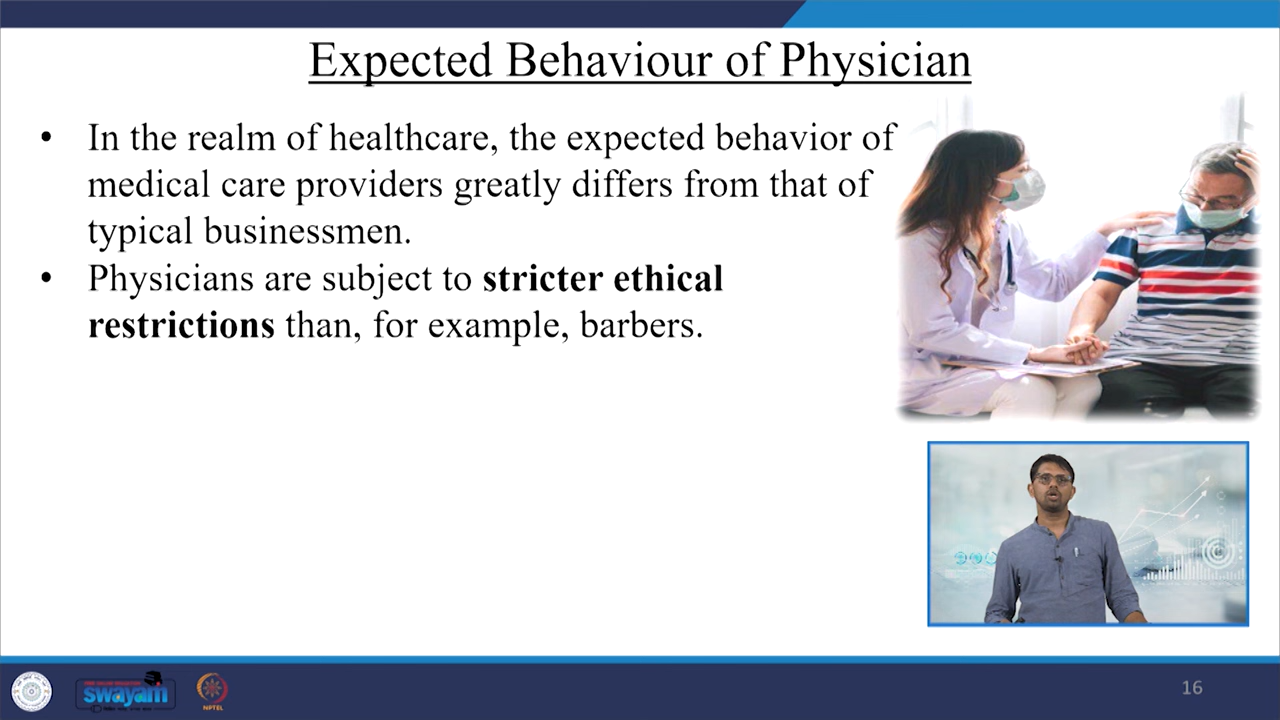 Expected Behaviour of Physician
• In the realm of healthcare, the expected behavior of
medical care providers greatly differs from that of
typical businessmen.
• Physicians are subject to stricter ethical
restrictions than, for example, barbers.
swayam
NPTEL
16